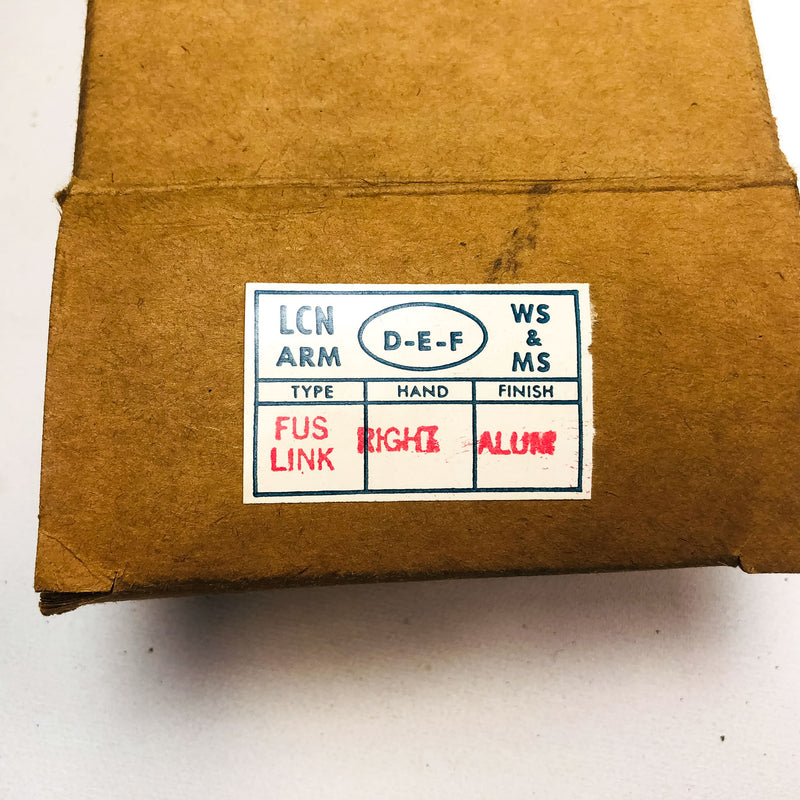 LCN
ARM
D-E-F
WS
&
MS
TYPE HAND FINISH
FUS
LINK
RIGHT
ALUM